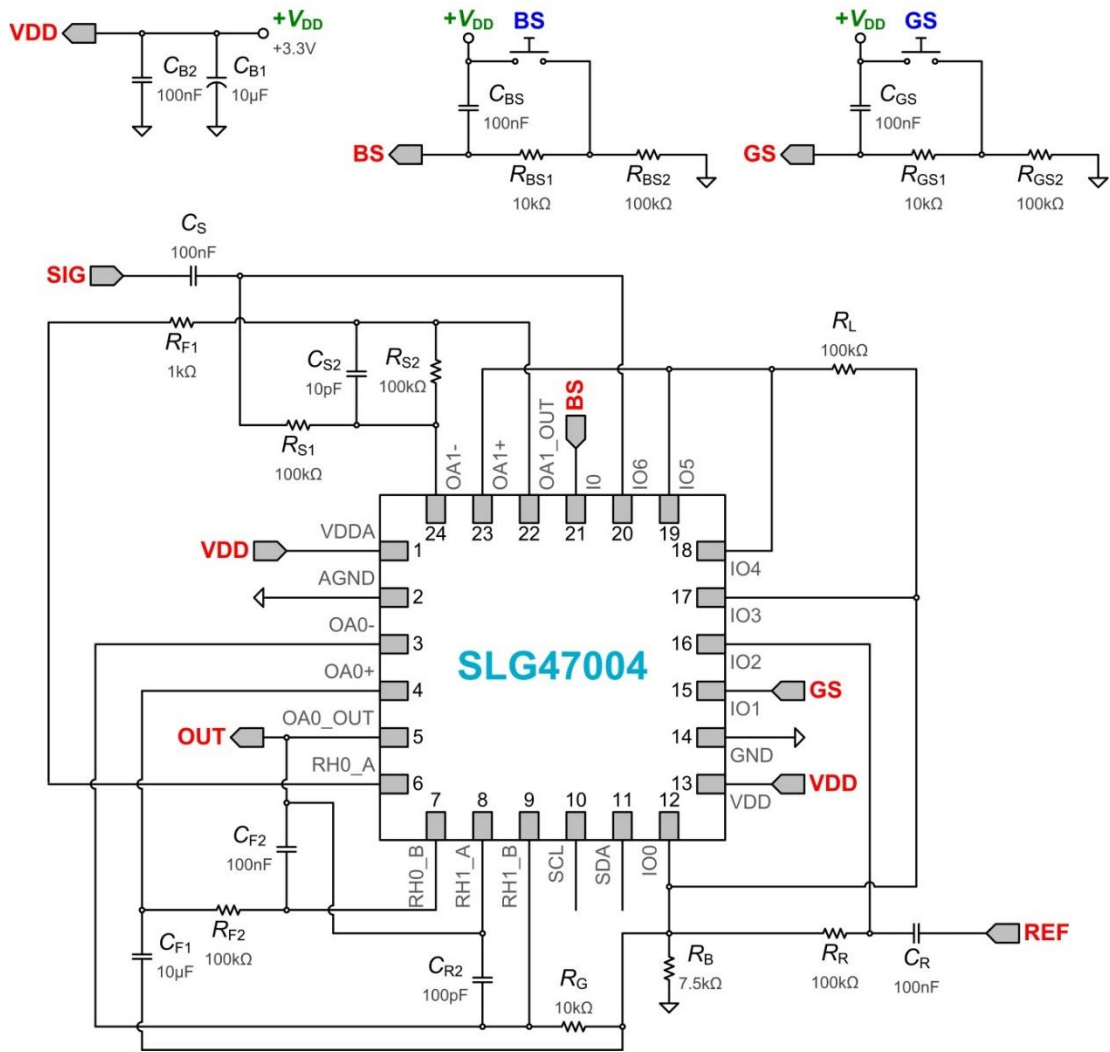 VDD
+VDD
+3.3V
CB2
100nF
CB1
10µF
+VDD
BS
CBS
100nF
BS
RBS1
10kΩ
RBS2
100kΩ
+VDD
GS
CGS
100nF
GS
RGS1
10kΩ
RGS2
100kΩ
CS
100nF
SIG
RF1
1kΩ
CS2
10pF
RS2
100kΩ
RS1
100kΩ
RL
100kΩ
BS
OA1-
OA1+
OA1_OUT
I0
IO6
IO5
24
23
22
21
20
19
VDD
VDDA
1
AGND
2
OA0-
3
OA0+
4
OUT
OA0_OUT
5
RH0_A
6
SLG47004
18
IO4
17
IO3
16
IO2
15
IO1
GS
14
GND
13
VDD
VDD
7
8
9
10
11
12
RH0_B
RH1_A
RH1_B
SCL
SDA
IO0
CF2
100nF
RF2
100kΩ
CF1
10µF
CR2
100pF
RG
10kΩ
RB
7.5kΩ
RR
100kΩ
CR
100nF
REF